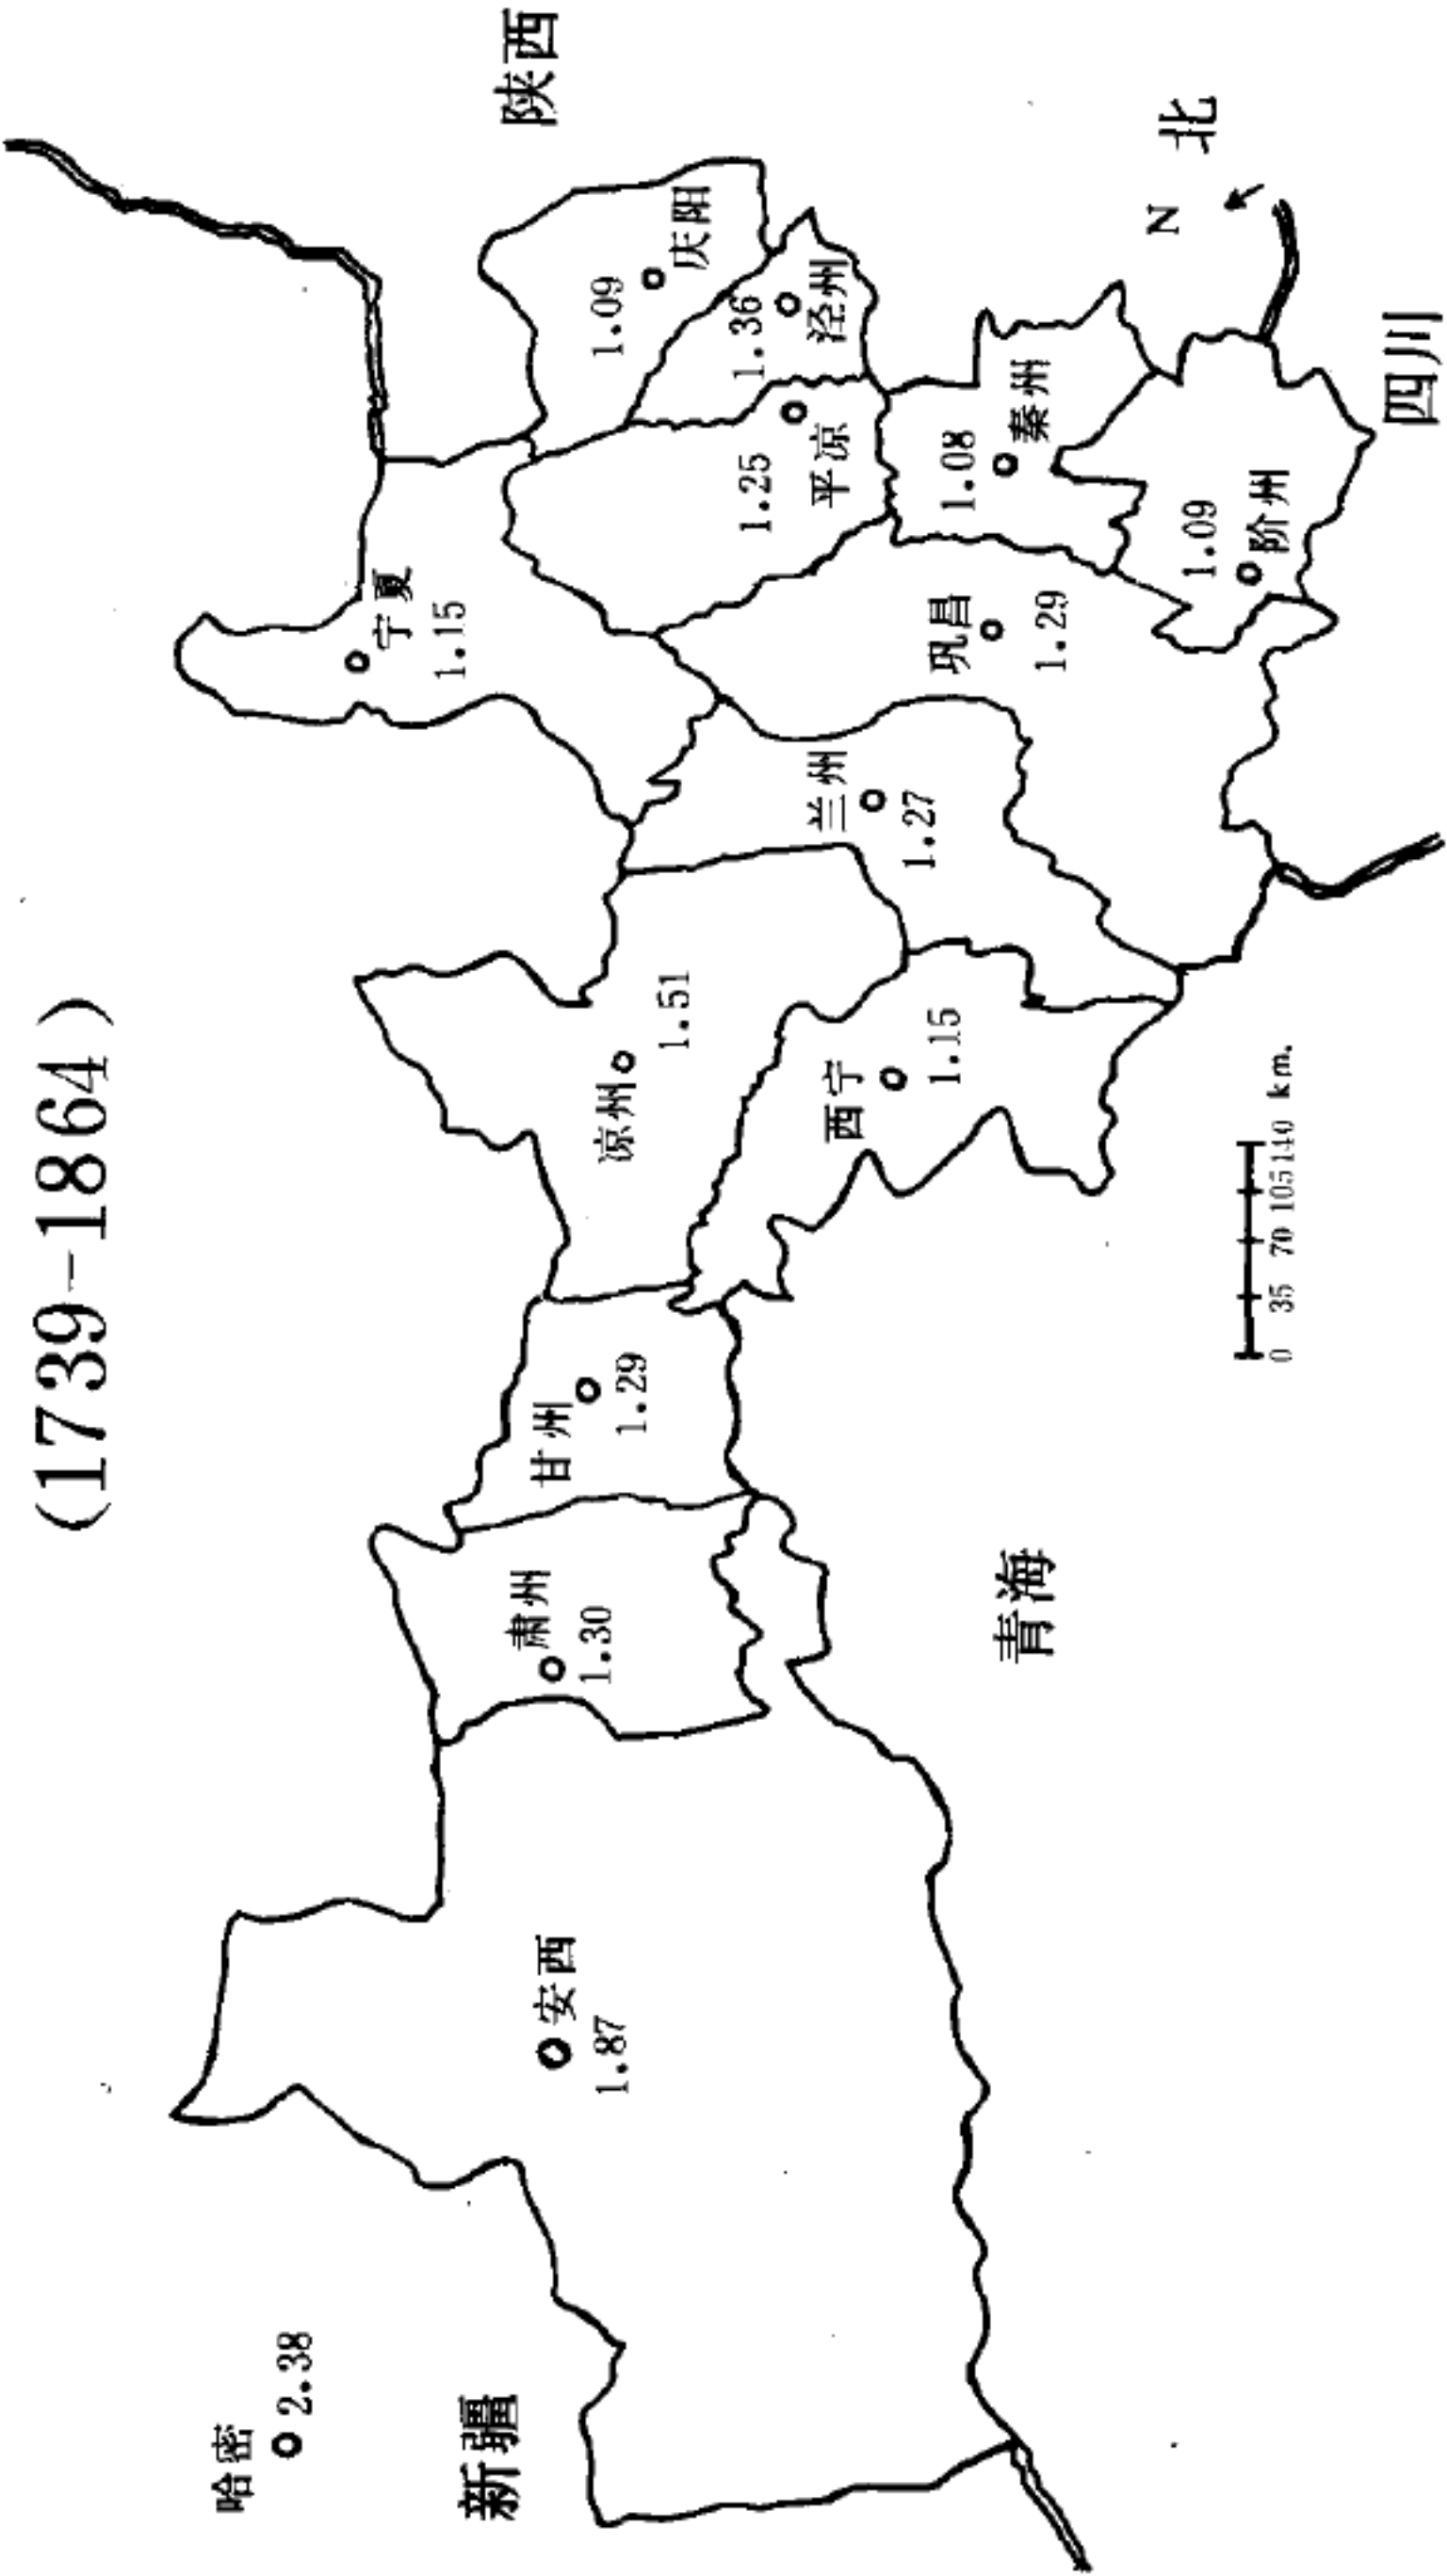 (1739-1864)
哈密
2.38
新疆
安西
1.87
肃州
1.30
甘州
1.29
凉州
1.51
西宁
1.15
兰州
1.27
宁夏
1.15
巩昌
1.29
平凉
1.25
庆阳
1.09
泾州
1.36
秦州
1.08
阶州
1.09
陕西
四川
青海
北
N
0 35 70 105 140 km.